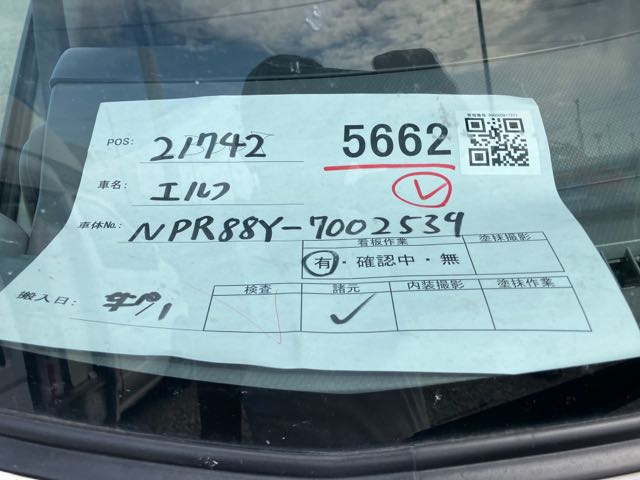 POS: 21742 5662
車名: エルフ
車体No.: NPR88Y-7002539
看板作業 塗抹撮影
有・確認中・無
搬入日:
検査 諸元 内装撮影 塗抹作業